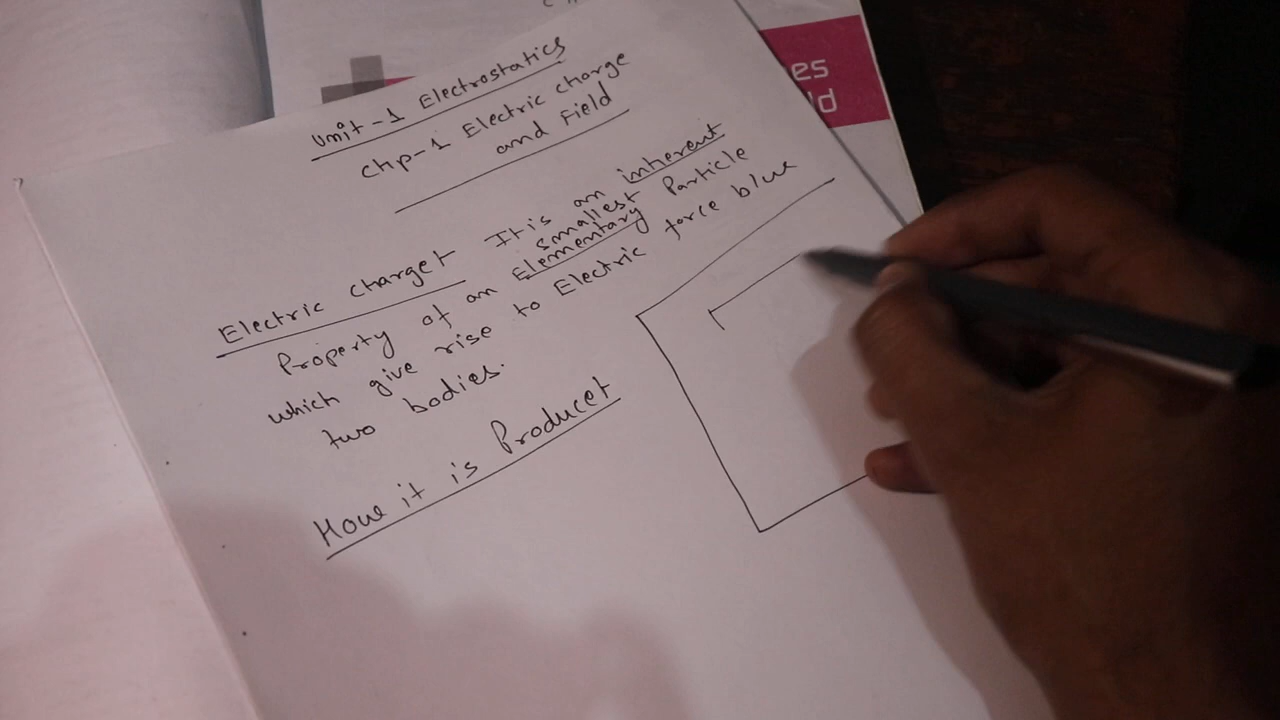 Unit-1 Electrostatics
Chp-1 Electric charge
and Field
Electric charge↑ It is an inherent
smallest
Property of an Elementary Particle
which give rise to Electric force b/w
two bodies.
How it is Produce↑
es
ld